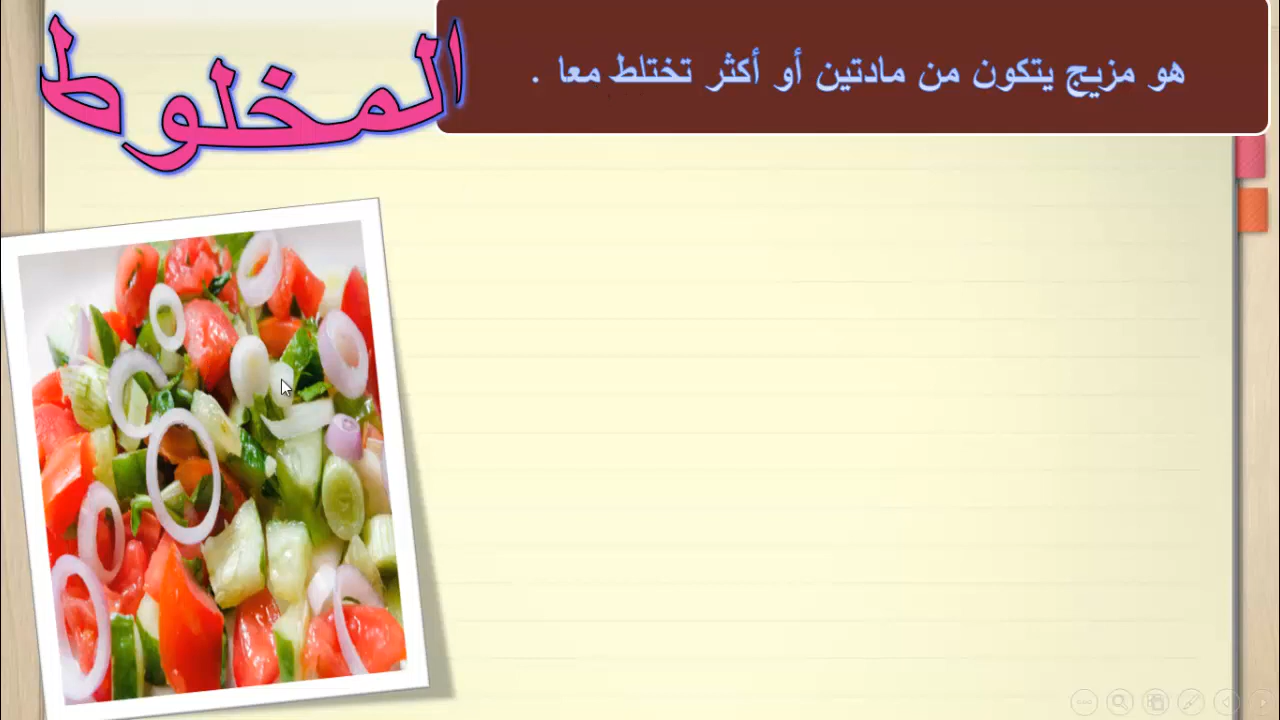 المخلوط
هو مزيج يتكون من مادتين أو أكثر تختلط معا .